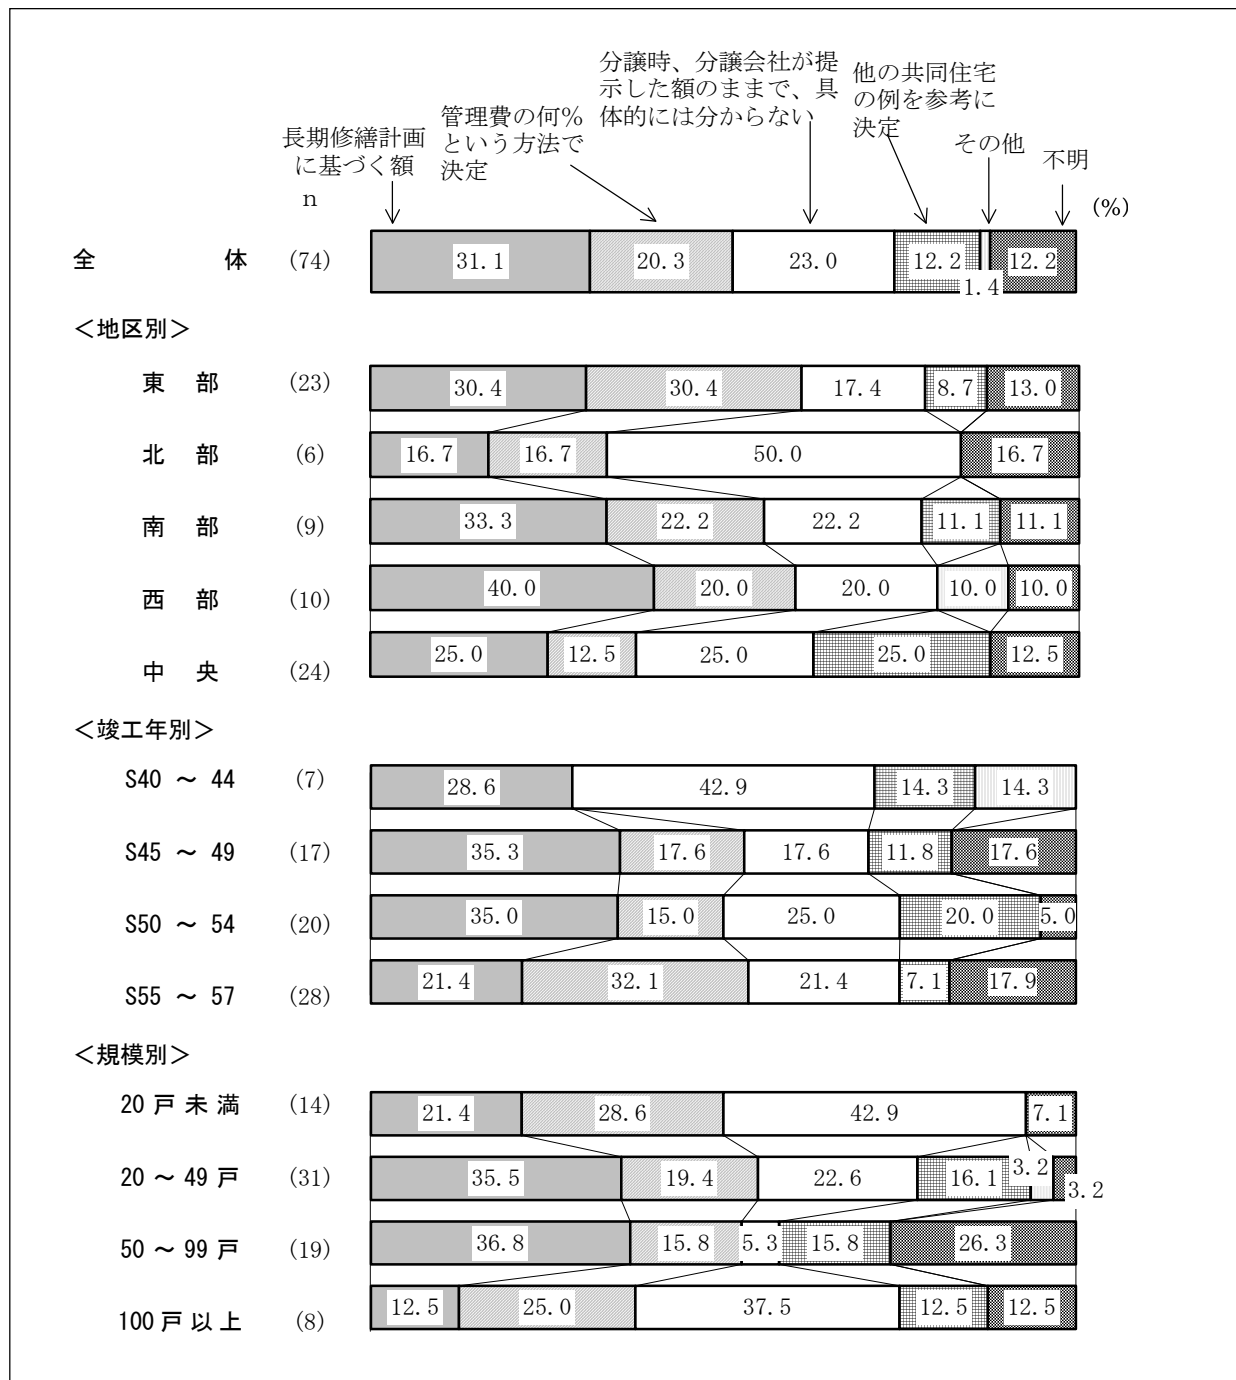 分譲時、分譲会社が提
示した額のままで、具
体的には分からない
他の共同住宅
の例を参考に
決定
管理費の何%
という方法で
決定
長期修繕計画
に基づく額
その他
不明
n
(%)
全 体 (74) 31.1 20.3 23.0 12.2 1.4 12.2
＜地区別＞
東 部 (23) 30.4 30.4 17.4 8.7 13.0
北 部 (6) 16.7 16.7 50.0 16.7
南 部 (9) 33.3 22.2 22.2 11.1 11.1
西 部 (10) 40.0 20.0 20.0 10.0 10.0
中 央 (24) 25.0 12.5 25.0 25.0 12.5
＜竣工年別＞
S40 ～ 44 (7) 28.6 42.9 14.3 14.3
S45 ～ 49 (17) 35.3 17.6 17.6 11.8 17.6
S50 ～ 54 (20) 35.0 15.0 25.0 20.0 5.0
S55 ～ 57 (28) 21.4 32.1 21.4 7.1 17.9
＜規模別＞
20戸未満 (14) 21.4 28.6 42.9 7.1
20～49戸 (31) 35.5 19.4 22.6 16.1 3.2 3.2
50～99戸 (19) 36.8 15.8 5.3 15.8 26.3
100戸以上 (8) 12.5 25.0 37.5 12.5 12.5